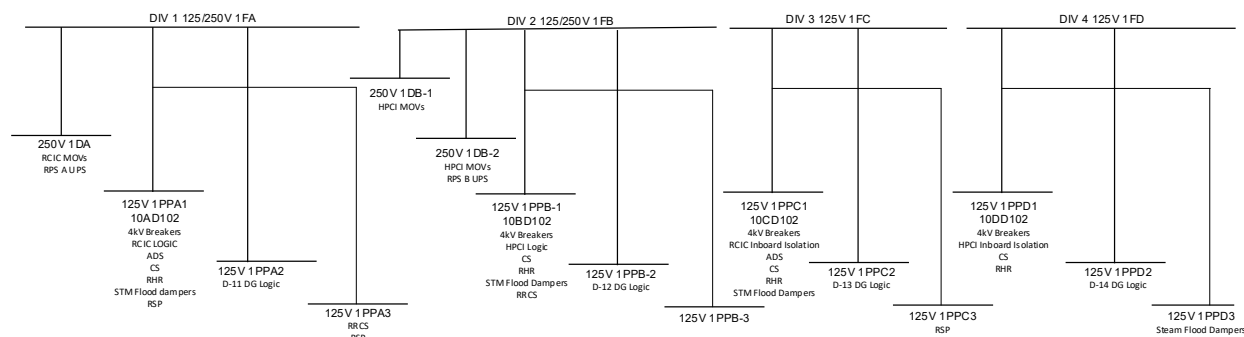 DIV 1 125/250V 1FA
250V 1DA
RCIC MOVs
RPS A UPS
125V 1PPA1
10AD102
4kV Breakers
RCIC LOGIC
ADS
CS
RHR
STM Flood dampers
RSP
125V 1PPA2
D-11 DG Logic
125V 1PPA3
RRCS
DIV 2 125/250V 1FB
250V 1DB-1
HPCI MOVs
250V 1DB-2
HPCI MOVs
RPS B UPS
125V 1PPB-1
10BD102
4kV Breakers
HPCI Logic
CS
RHR
STM Flood Dampers
RRCS
125V 1PPB-2
D-12 DG Logic
125V 1PPB-3
DIV 3 125V 1FC
125V 1PPC1
10CD102
4kV Breakers
RCIC Inboard Isolation
ADS
CS
RHR
STM Flood Dampers
125V 1PPC2
D-13 DG Logic
125V 1PPC3
RSP
DIV 4 125V 1FD
125V 1PPD1
10DD102
4kV Breakers
HPCI Inboard Isolation
CS
RHR
125V 1PPD2
D-14 DG Logic
125V 1PPD3
Steam Flood Dampers